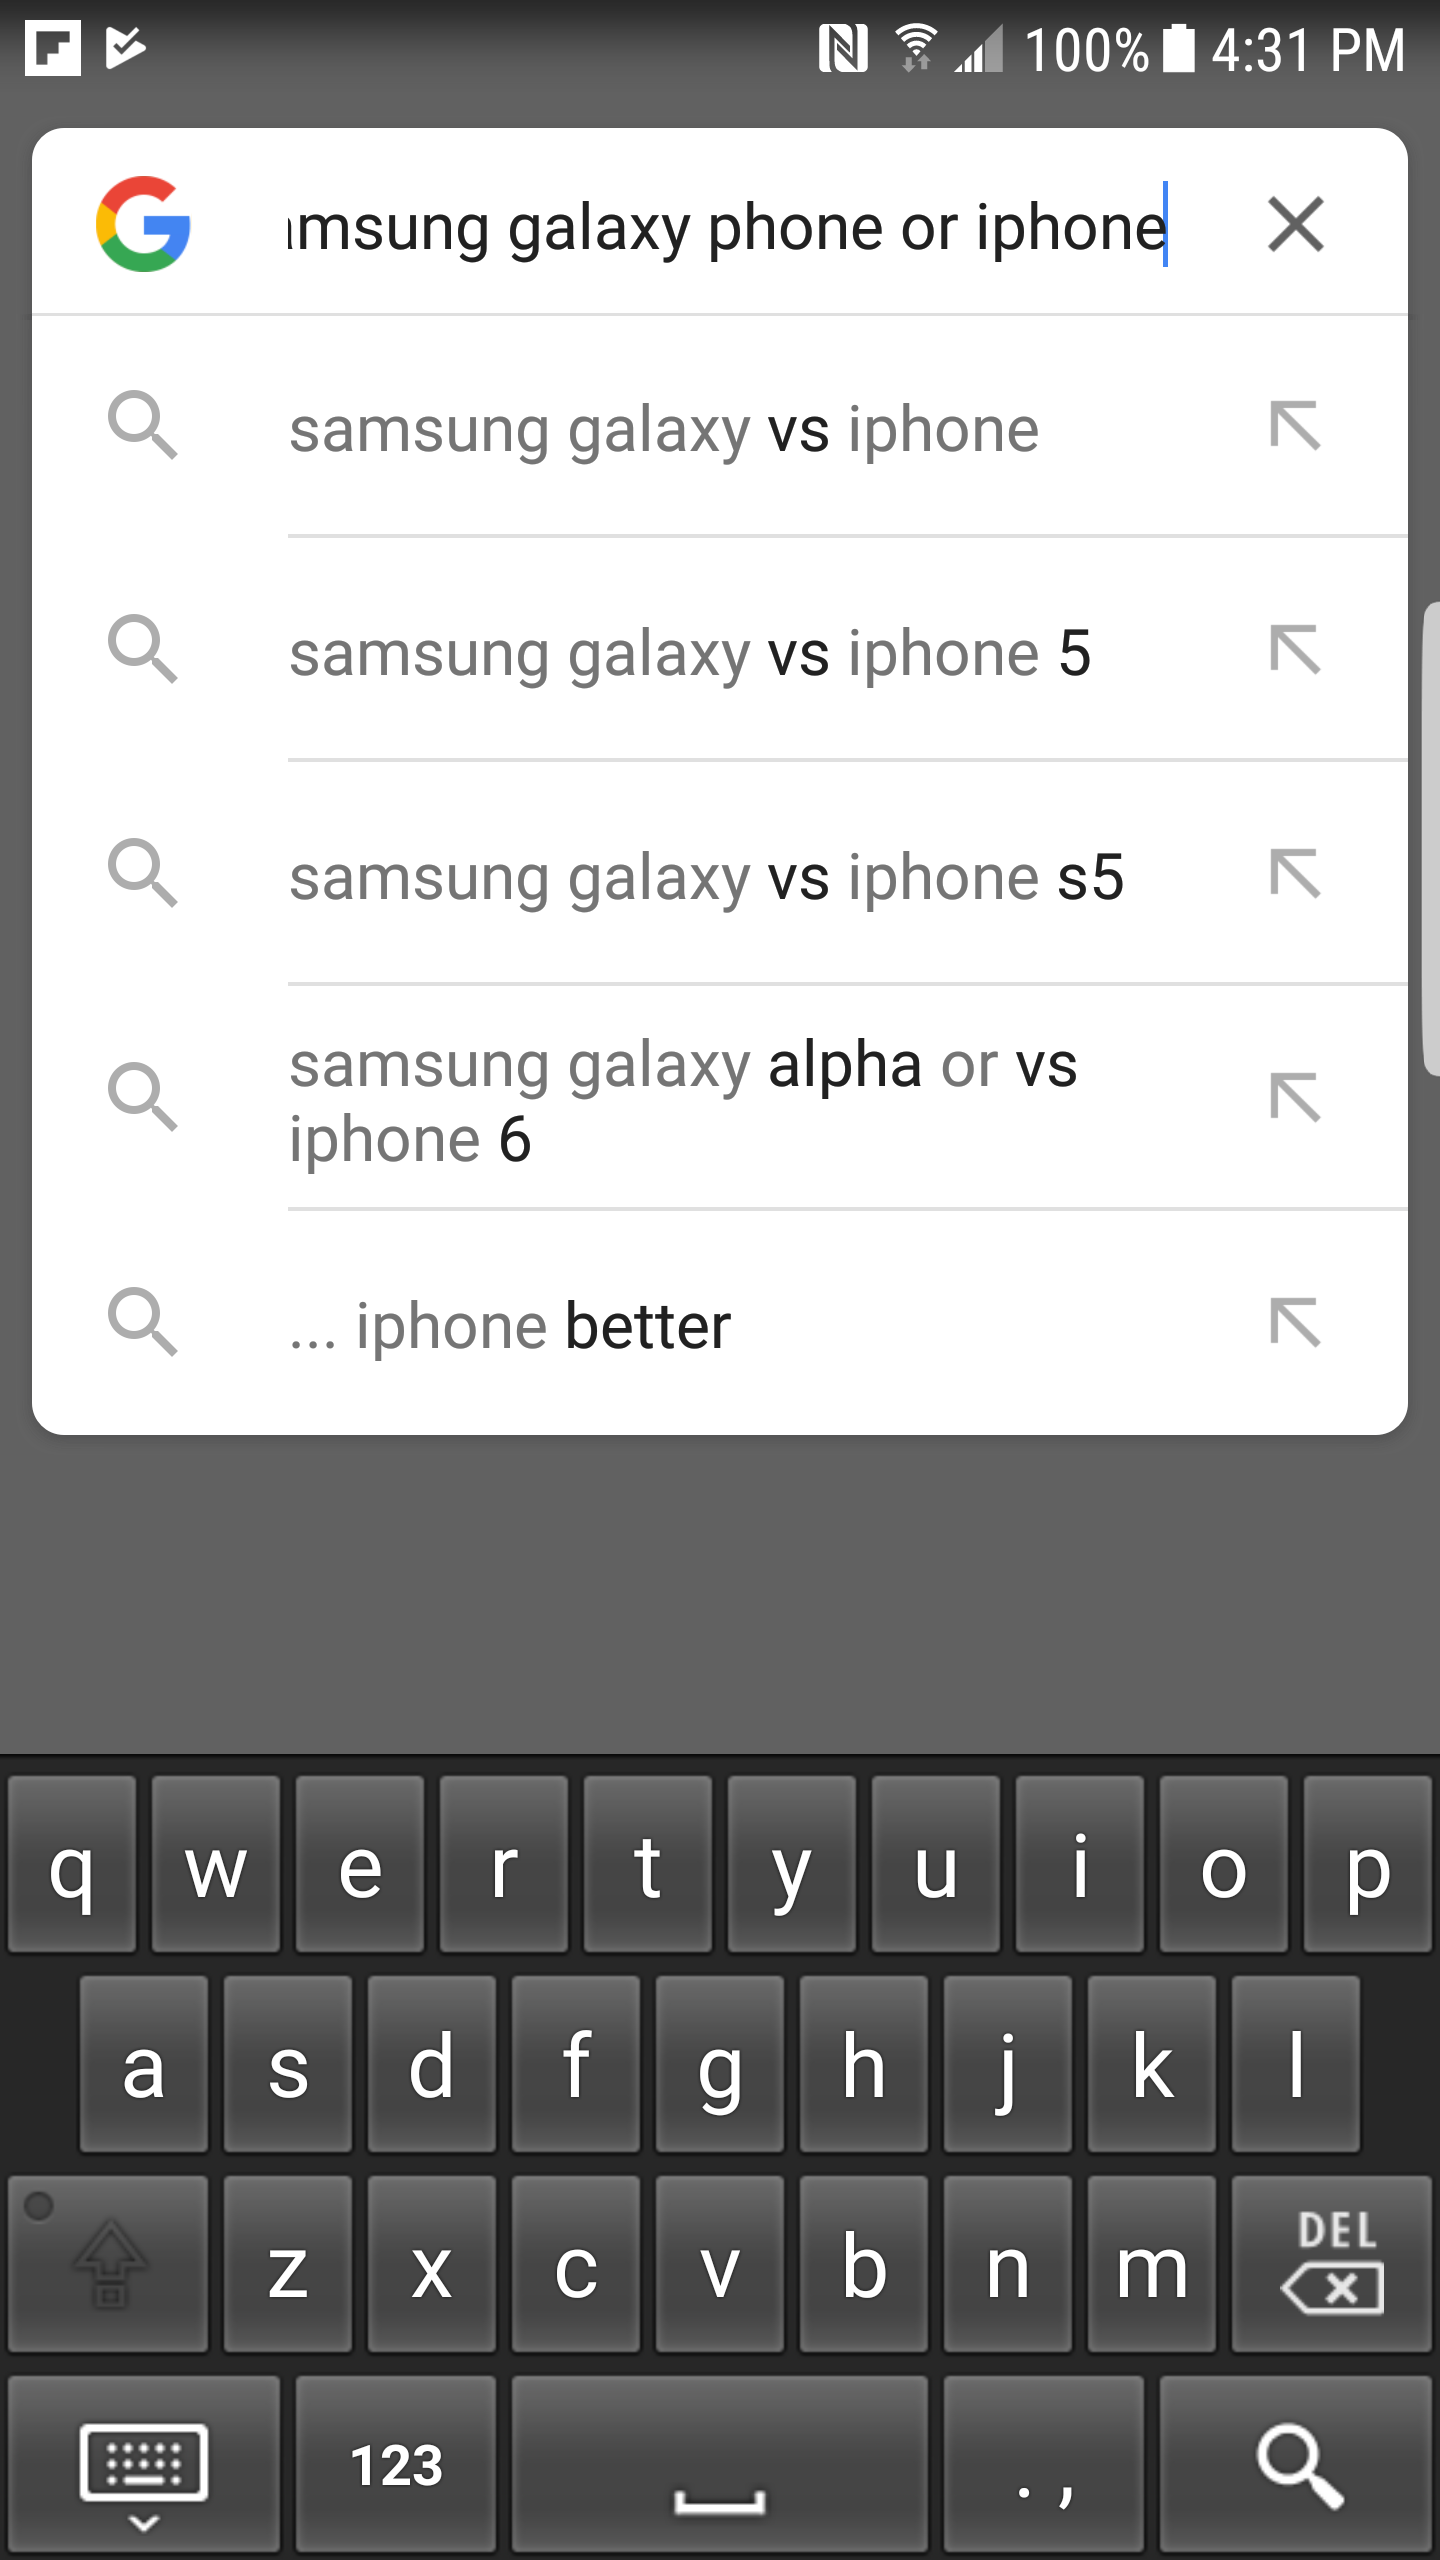 100% 4:31 PM
amsung galaxy phone or iphone
samsung galaxy vs iphone
samsung galaxy vs iphone 5
samsung galaxy vs iphone s5
samsung galaxy alpha or vs
iphone 6
... iphone better
q w e r t y u i o p
a s d f g h j k l
z x c v b n m DEL
123 . ,